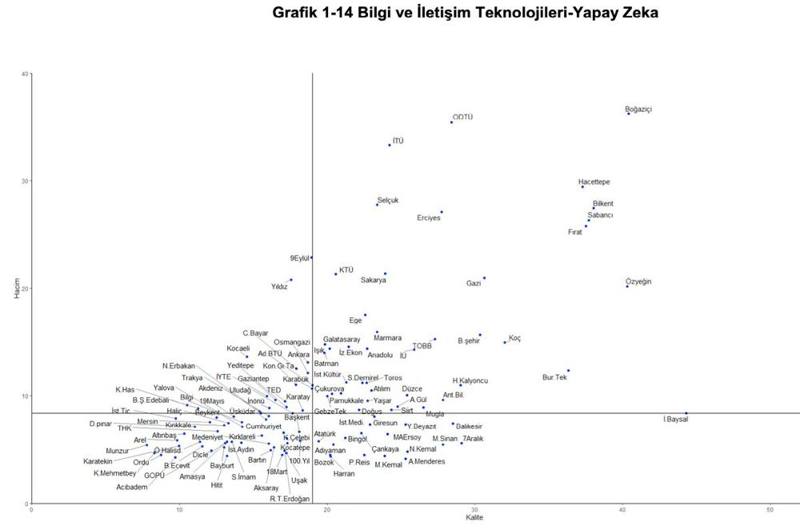 Grafik 1-14 Bilgi ve İletişim Teknolojileri-Yapay Zeka
40
Boğaziçi
ODTÜ
İTÜ
30
Hacettepe
Selçuk
Bilkent
Erciyes
Sabancı
Fırat
9Eylül
KTÜ
Sakarya
Gazi
Özyeğin
Yıldız
20
Hacim
Ege
C.Bayar
Osmangazi
Galatasaray
Marmara
TOBB
B.şehir
Koç
Kocaeli
Ad.BTÜ
Ankara
Işık
İz.Ekon
Anadolu
İÜ
N.Erbakan
Yeditepe
Kon.Gı.Ta
Batman
Trakya
İYTE
Gaziantep
Karabük
İst.Kültür
S.Demirel
Toros
H.Kalyoncu
Bur Tek
K.Has
Yalova
Akdeniz
Uludağ
TED
Çukurova
Atılım
Düzce
10
Bilgi
19Mayıs
İnönü
Karatay
Pamukkale
Yaşar
A.Gül
Ant.Bil.
B.Ş.Edebali
İst.Tic
Haliç
Beykent
Üsküdar
Başkent
GebzeTek
Doğuş
Siirt
Mugla
İ.Baysal
D.pınar
Mersin
Kırıkkale
Cumhuriyet
İst.Medi.
Giresun
Y.Beyazıt
Balıkesir
THK
Altınbaş
Medeniyet
Kırklareli
K.Çelebi
Atatürk
Bingöl
MAErsoy
M.Sinan
7Aralık
Arel
Munzur
O.Halisd
Dicle
İst.Aydın
Kocatepe
Adıyaman
Çankaya
N.Kemal
Karatekin
Ordu
B.Ecevit
Bayburt
Bartın
100.Yıl
Bozok
P.Reis
M.Kemal
A.Menderes
K.Mehmetbey
GOPÜ
Amasya
S.İmam
18Mart
Uşak
Harran
Acıbadem
Hitit
Aksaray
R.T.Erdoğan
0
0
10
20
30
40
50
Kalite